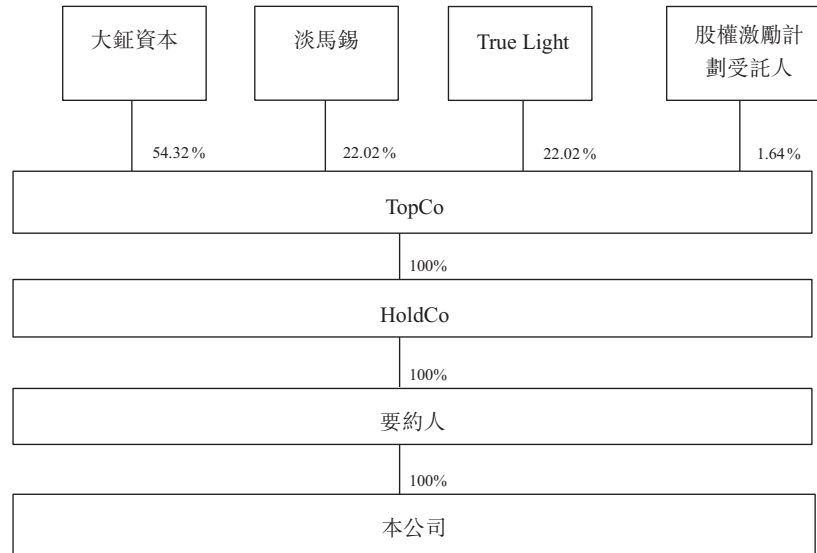 大鉦資本
淡馬錫
True Light
股權激勵計
劃受託人
54.32%
22.02%
22.02%
1.64%
TopCo
100%
HoldCo
100%
要約人
100%
本公司